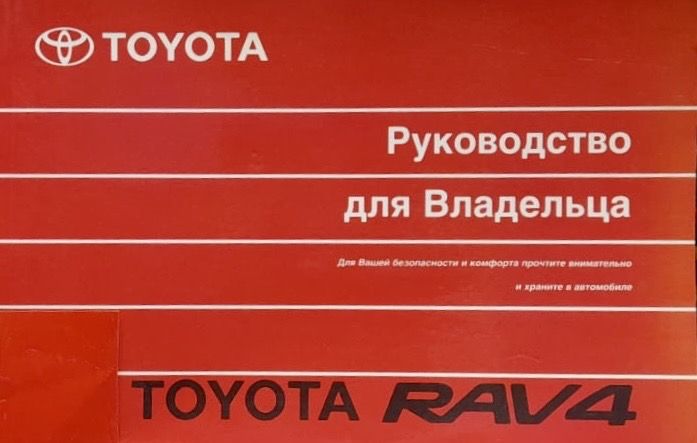 TOYOTA
Руководство
для Владельца
Для Вашей безопасности и комфорта прочтите внимательно
и храните в автомобиле
TOYOTA RAV4